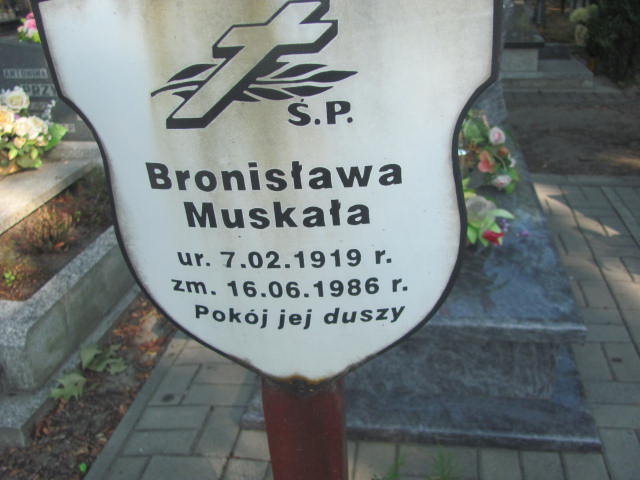 Ś.P.
Bronisława
Muskała
ur. 7.02.1919 r.
zm. 16.06.1986 r.
Pokój jej duszy